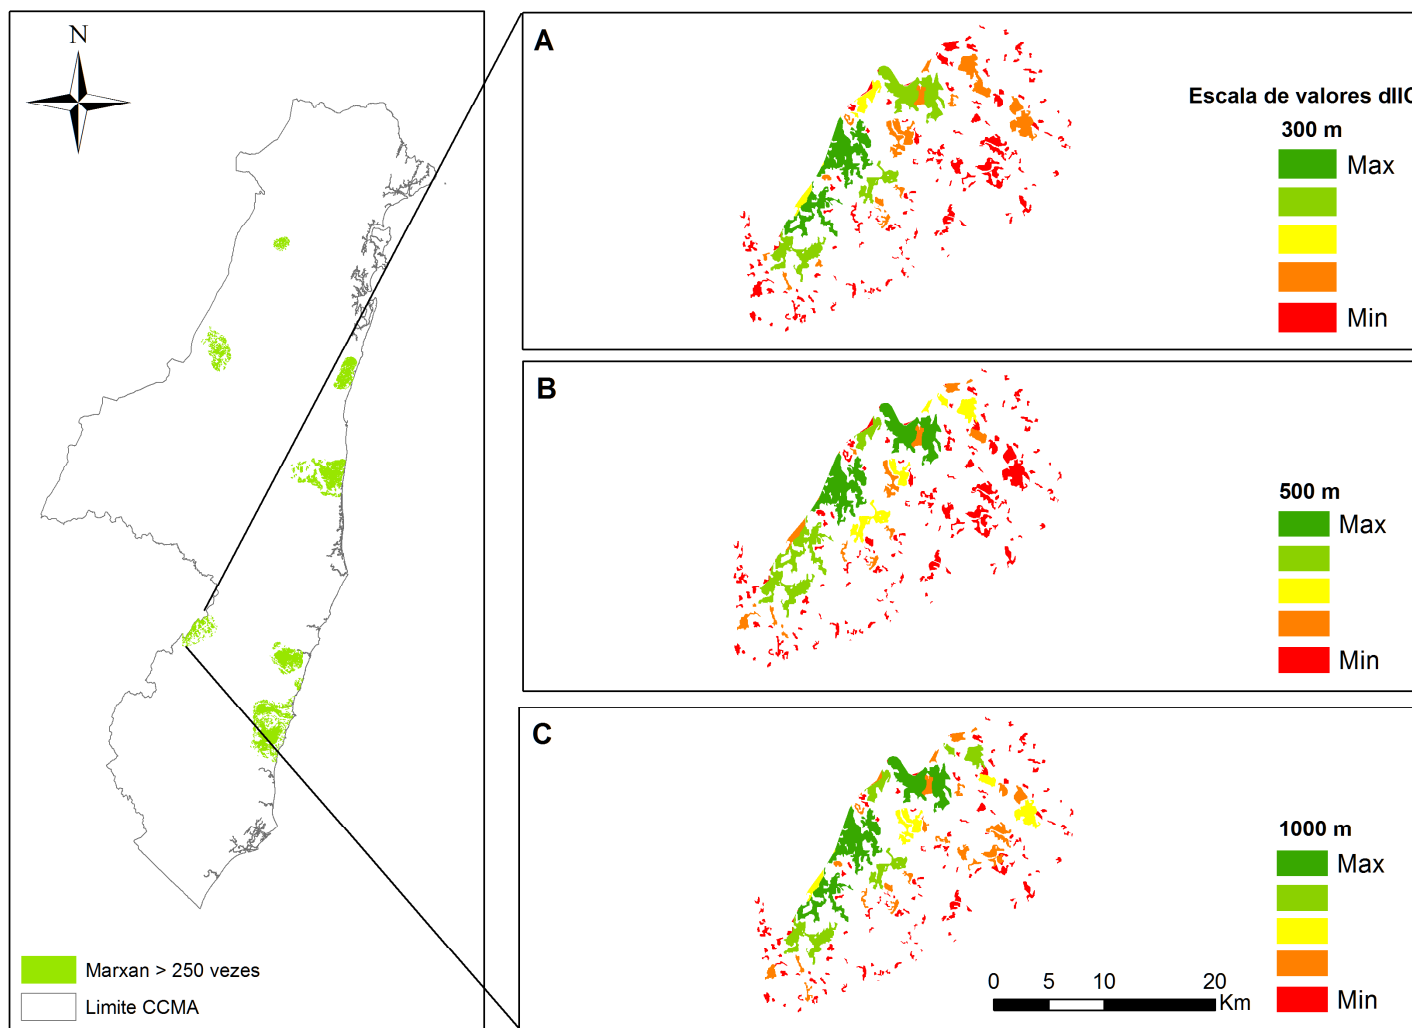 N
Marxan > 250 vezes
Limite CCMA
A
Escala de valores dIIC
300 m
Max
Min
B
500 m
Max
Min
C
1000 m
Max
Min
0 5 10 20
Km